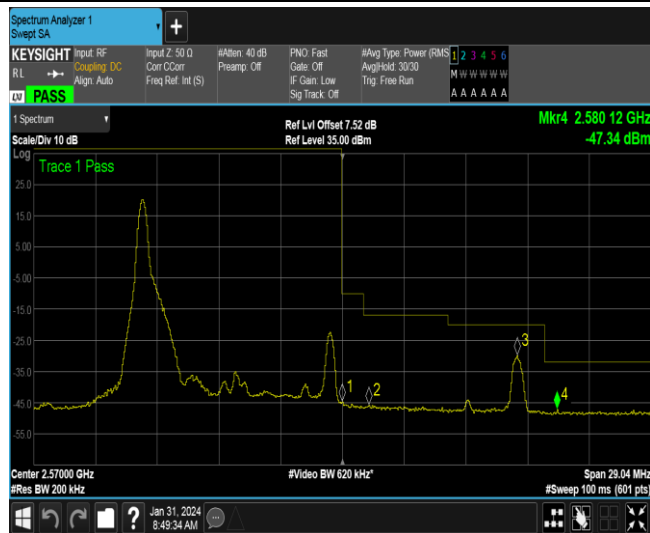 Spectrum Analyzer 1
Swept SA
+
KEYSIGHT
RL
LXI PASS
Input: RF
Coupling: DC
Align: Auto
Input Z: 50 Ω
Corr CCorr
Freq Ref: Int (S)
#Atten: 40 dB
Preamp: Off
PNO: Fast
Gate: Off
IF Gain: Low
Sig Track: Off
#Avg Type: Power (RMS
Avg|Hold: 30/30
Trig: Free Run
1 2 3 4 5 6
M W W W W W
A A A A A A
1 Spectrum
Scale/Div 10 dB
Ref Lvl Offset 7.52 dB
Ref Level 35.00 dBm
Mkr4 2.580 12 GHz
-47.34 dBm
Log
Trace 1 Pass
25.0
15.0
5.00
-5.00
-15.0
-25.0
-35.0
-45.0
-55.0
1
2
3
4
Center 2.57000 GHz
#Res BW 200 kHz
#Video BW 620 kHz*
Span 29.04 MHz
#Sweep 100 ms (601 pts)
?
Jan 31, 2024
8:49:34 AM